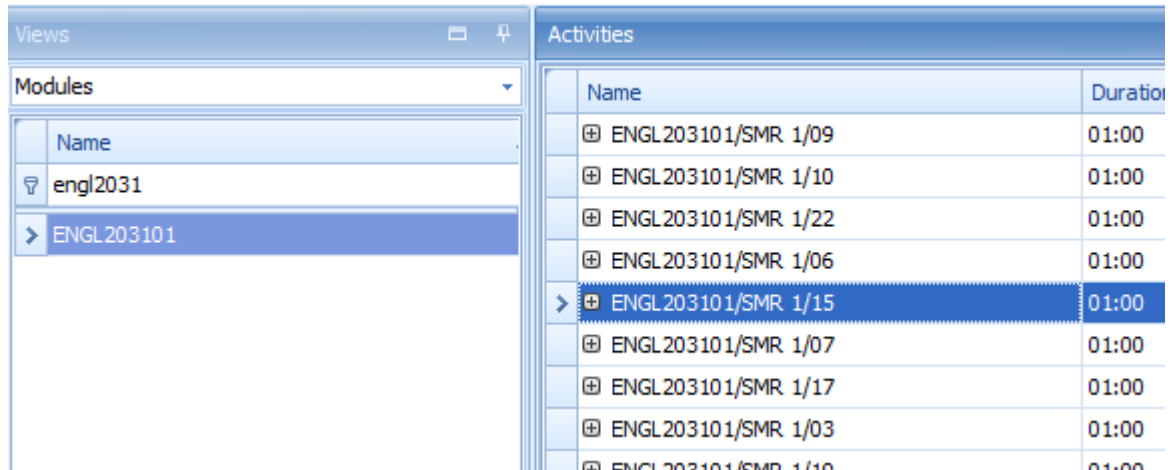 Views
Modules
Name
engl2031
ENGL203101
Activities
Name Duration
ENGL203101/SMR 1/09 01:00
ENGL203101/SMR 1/10 01:00
ENGL203101/SMR 1/22 01:00
ENGL203101/SMR 1/06 01:00
ENGL203101/SMR 1/15 01:00
ENGL203101/SMR 1/07 01:00
ENGL203101/SMR 1/17 01:00
ENGL203101/SMR 1/03 01:00